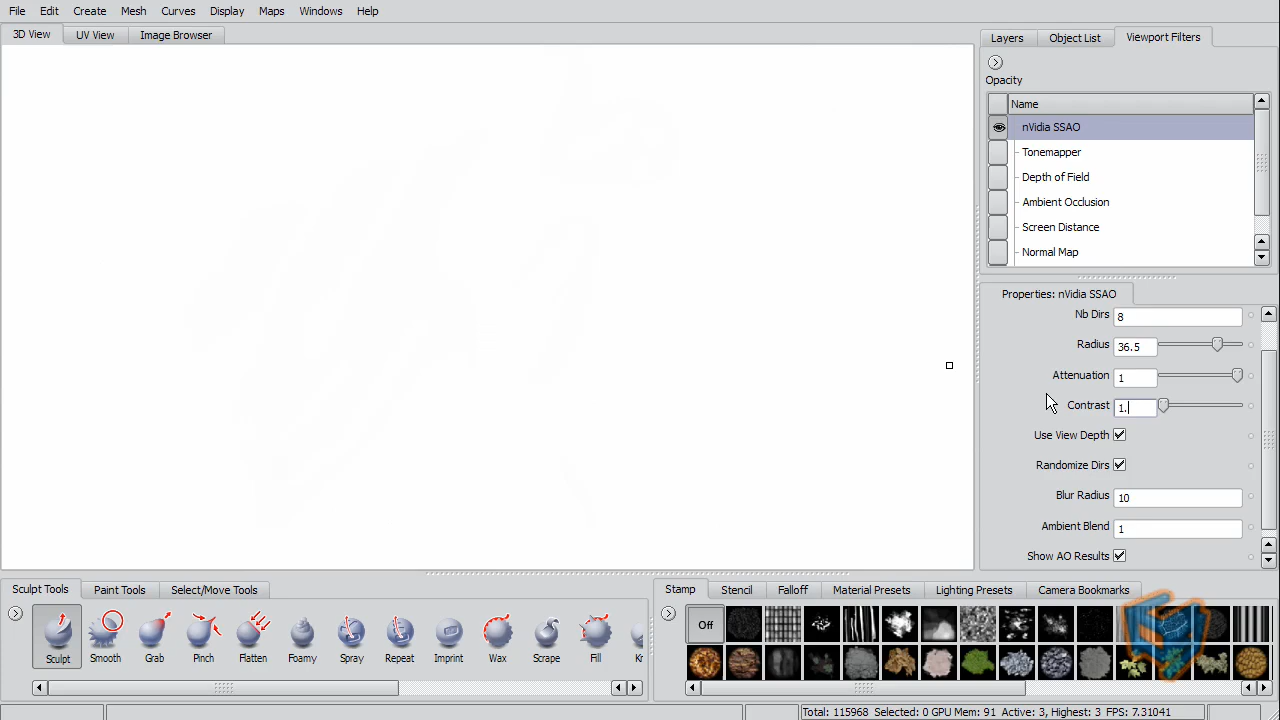 File Edit Create Mesh Curves Display Maps Windows Help
3D View UV View Image Browser
Layers Object List Viewport Filters
Opacity
Name
nVidia SSAO
Tonemapper
Depth of Field
Ambient Occlusion
Screen Distance
Normal Map
Properties: nVidia SSAO
Nb Dirs 8
Radius 36.5
Attenuation 1
Contrast 1.
Use View Depth
Randomize Dirs
Blur Radius 10
Ambient Blend 1
Show AO Results
Sculpt Tools Paint Tools Select/Move Tools
Stamp Stencil Falloff Material Presets Lighting Presets Camera Bookmarks
Off
Sculpt Smooth Grab Pinch Flatten Foamy Spray Repeat Imprint Wax Scrape Fill Kr
Total: 115968 Selected: 0 GPU Mem: 91 Active: 3, Highest: 3 FPS: 7.31041